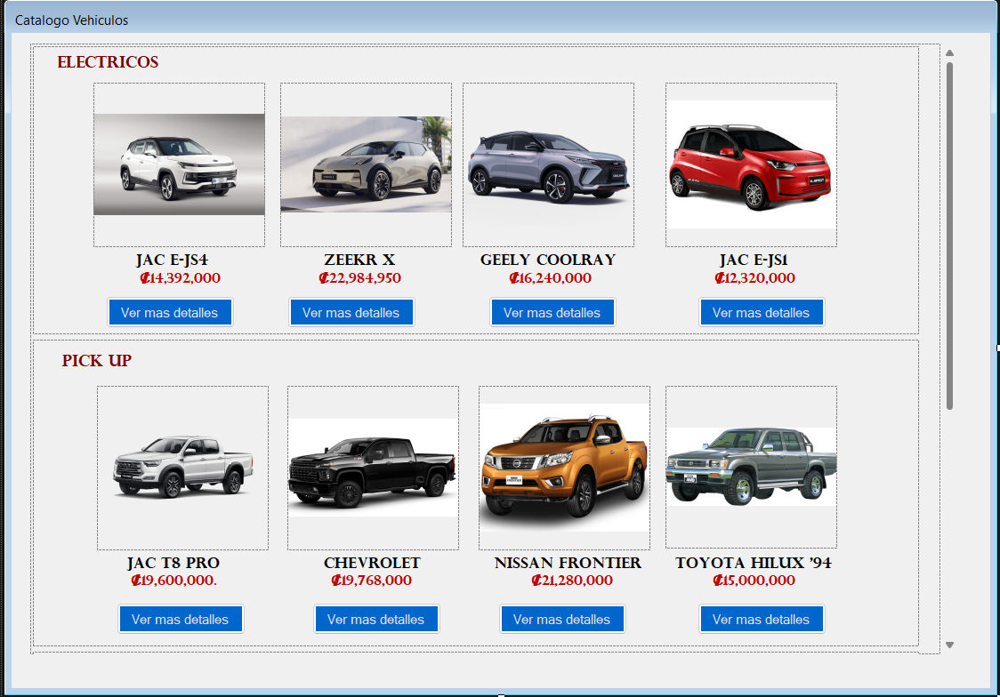 Catalogo Vehiculos
ELECTRICOS
JAC E-JS4
₡14,392,000
Ver mas detalles
ZEEKR X
₡22,984,950
Ver mas detalles
GEELY COOLRAY
₡16,240,000
Ver mas detalles
JAC E-JS1
₡12,320,000
Ver mas detalles
PICK UP
JAC T8 PRO
₡19,600,000.
Ver mas detalles
CHEVROLET
₡19,768,000
Ver mas detalles
NISSAN FRONTIER
₡21,280,000
Ver mas detalles
TOYOTA HILUX '94
₡15,000,000
Ver mas detalles